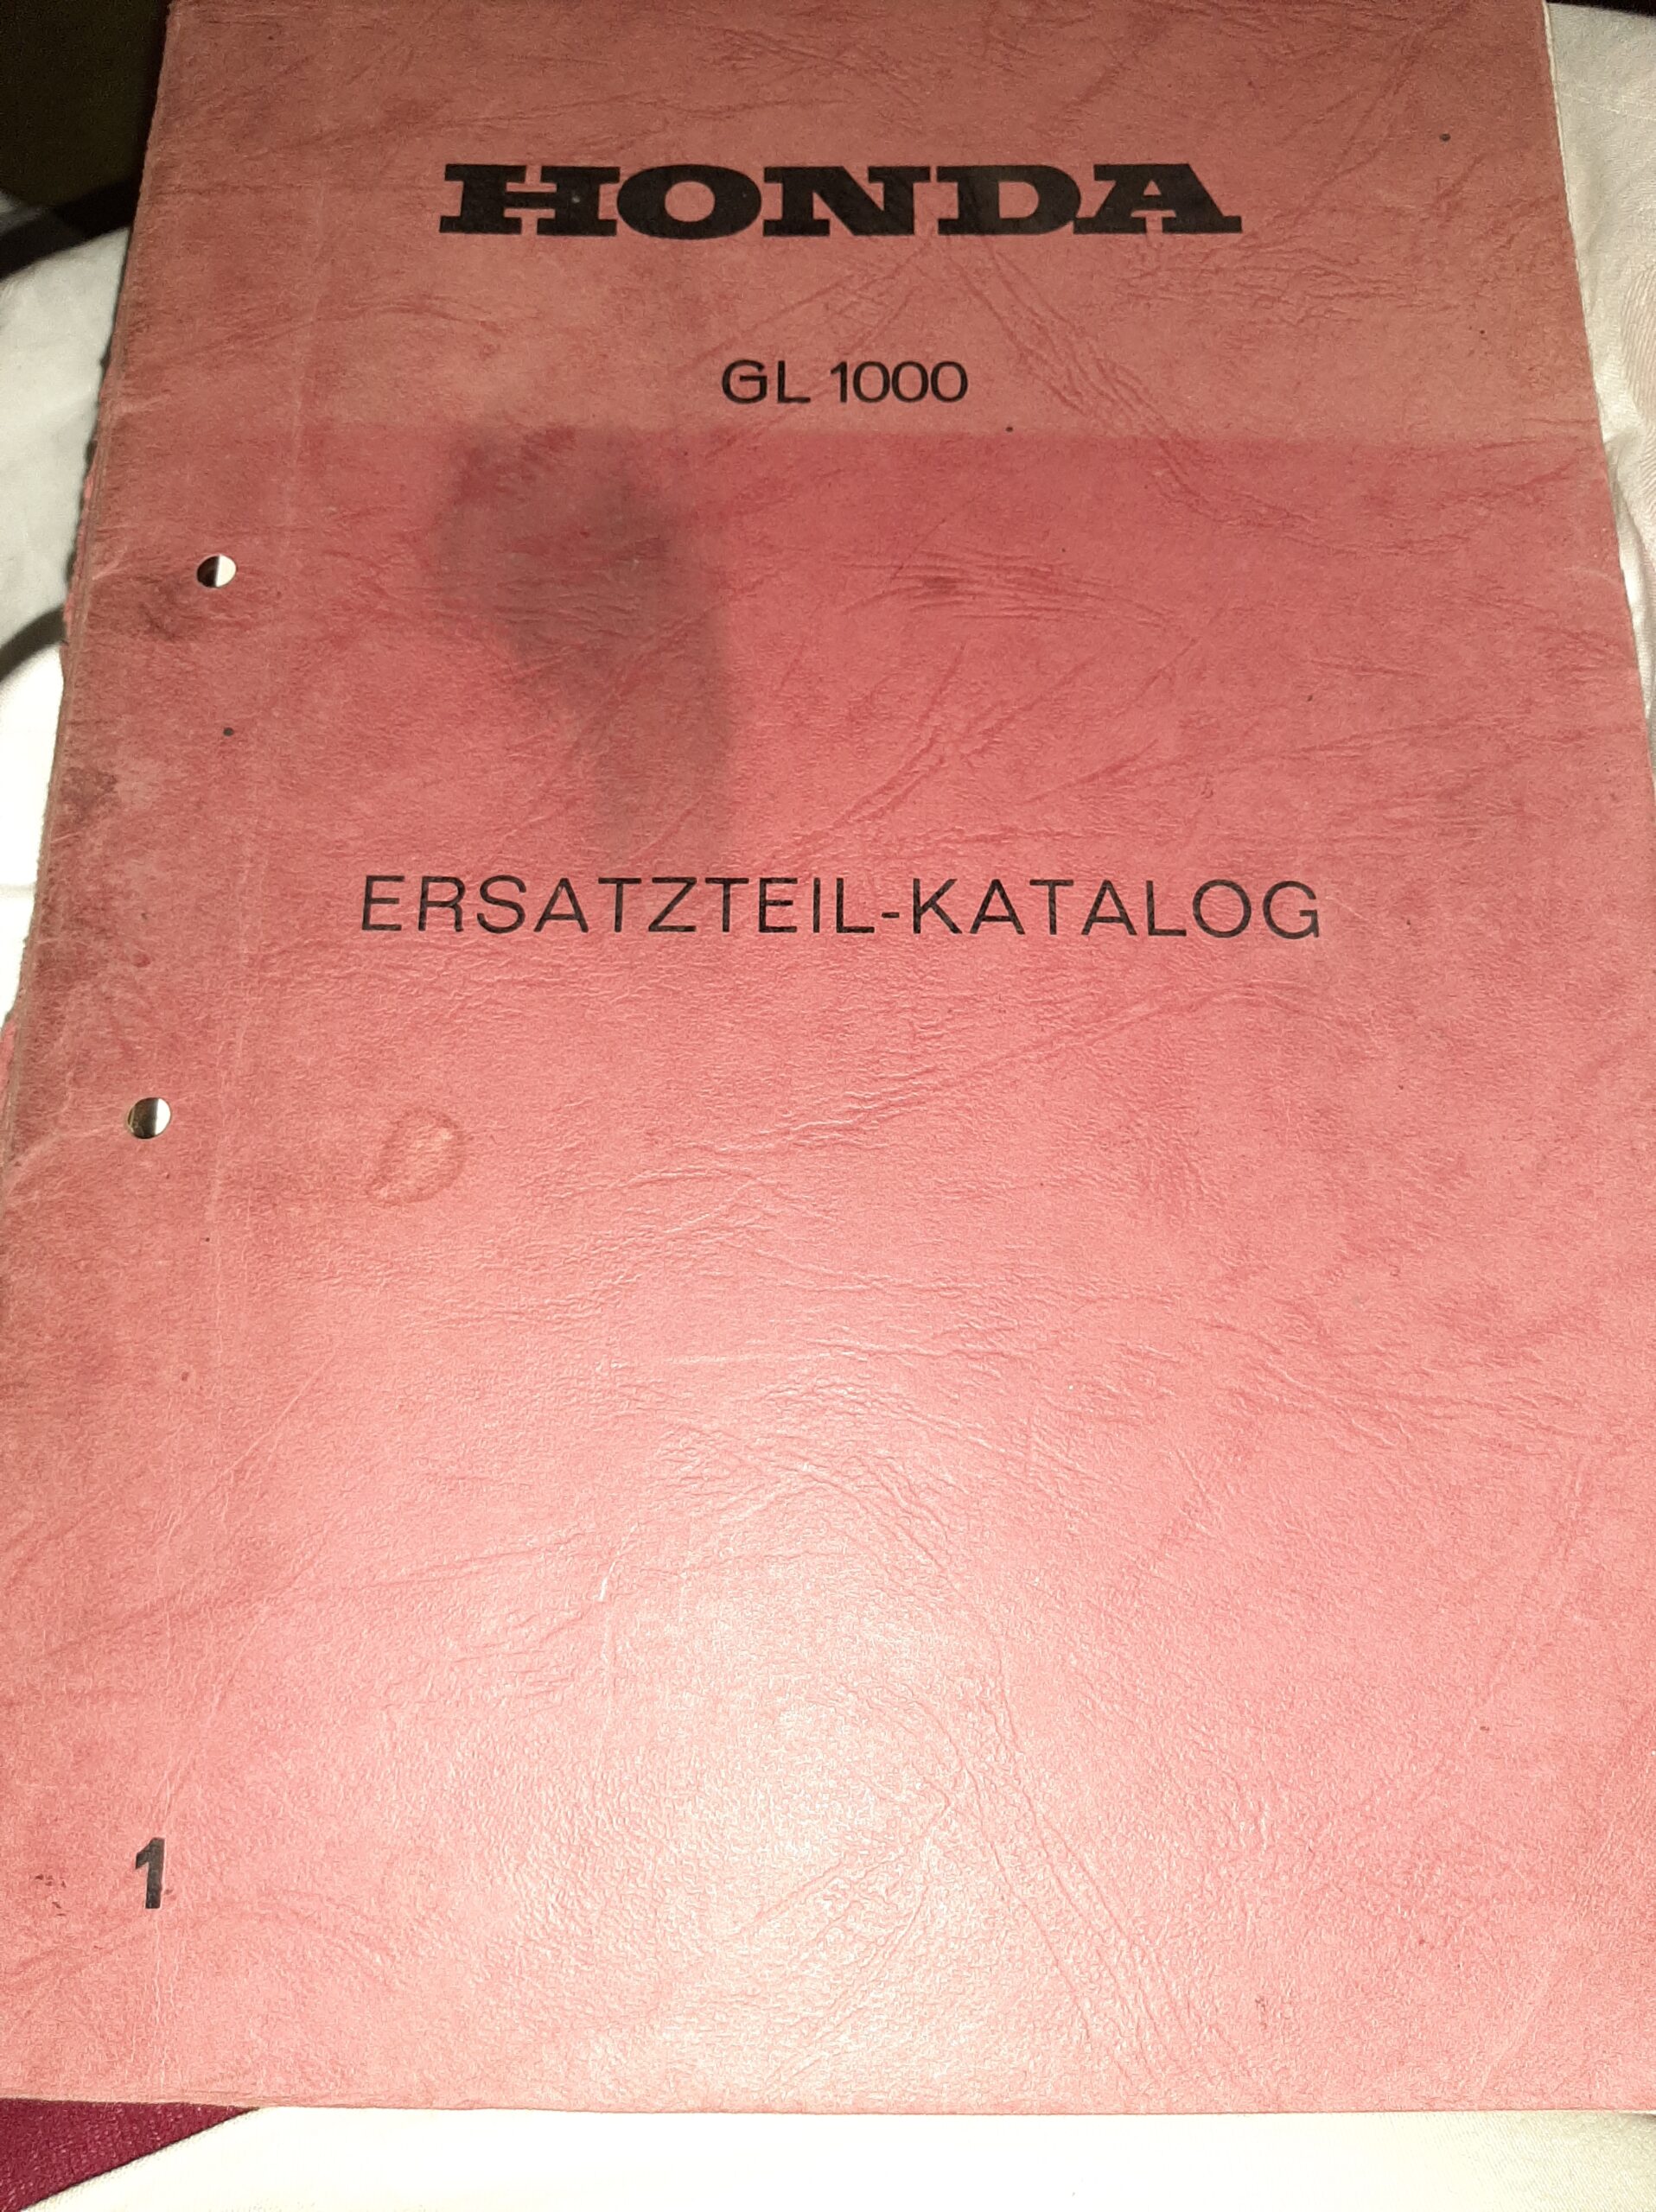 HONDA
GL 1000
ERSATZTEIL-KATALOG
1